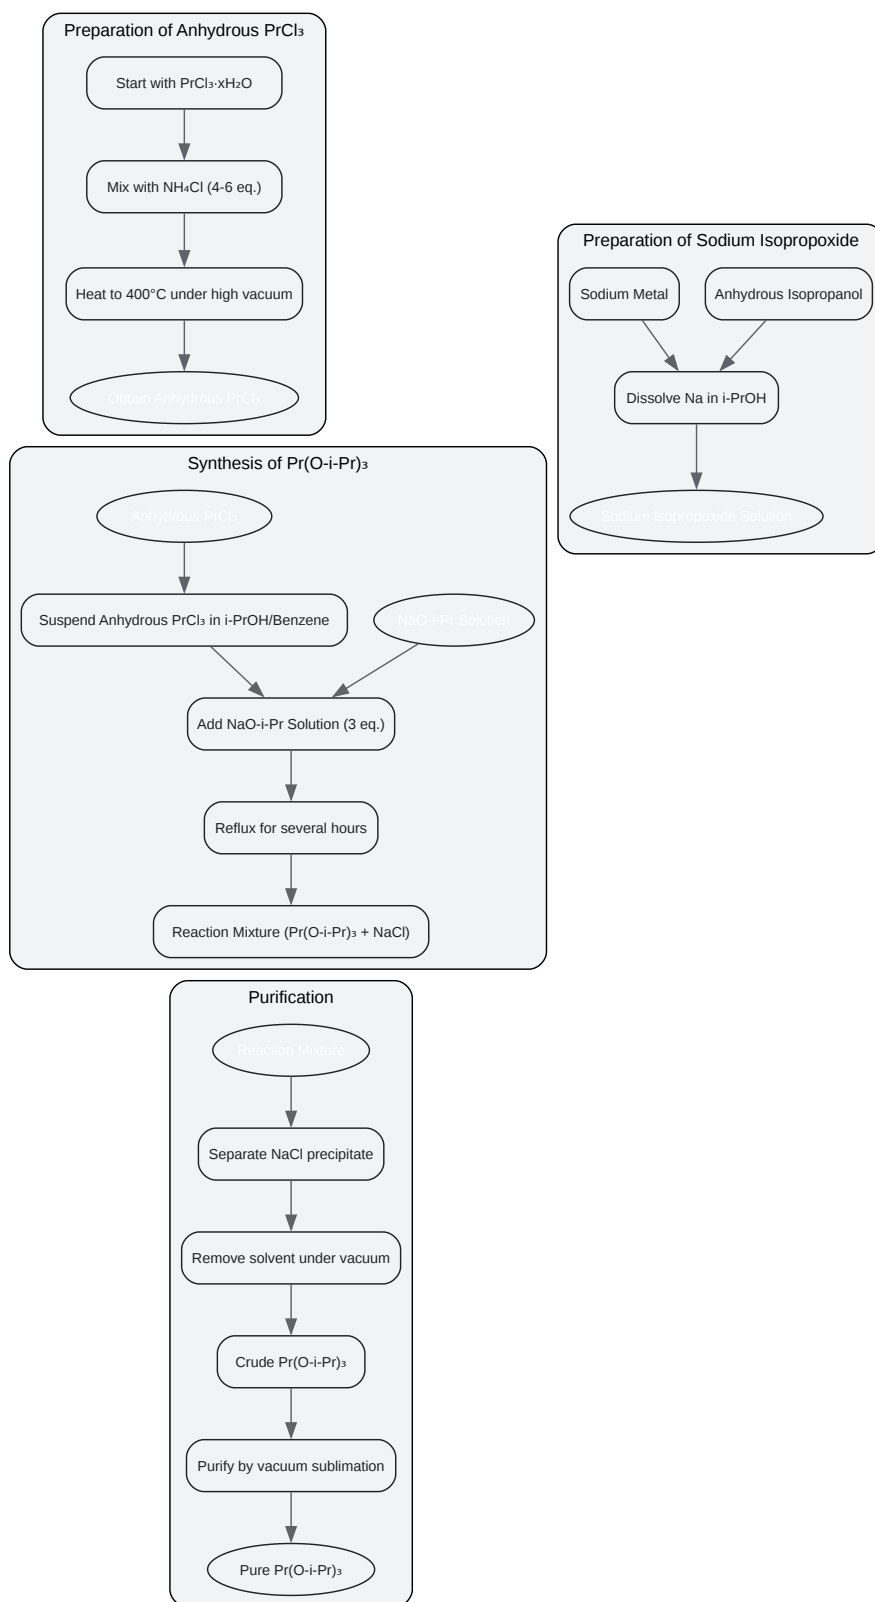 Preparation of Anhydrous PrCl₃
Start with PrCl₃·xH₂O
Mix with NH₄Cl (4-6 eq.)
Heat to 400°C under high vacuum
Obtain Anhydrous PrCl₃
Preparation of Sodium Isopropoxide
Sodium Metal
Anhydrous Isopropanol
Dissolve Na in i-PrOH
Sodium Isopropoxide Solution
Synthesis of Pr(O-i-Pr)₃
Anhydrous PrCl₃
Suspend Anhydrous PrCl₃ in i-PrOH/Benzene
NaO-i-Pr Solution
Add NaO-i-Pr Solution (3 eq.)
Reflux for several hours
Reaction Mixture (Pr(O-i-Pr)₃ + NaCl)
Purification
Reaction Mixture
Separate NaCl precipitate
Remove solvent under vacuum
Crude Pr(O-i-Pr)₃
Purify by vacuum sublimation
Pure Pr(O-i-Pr)₃